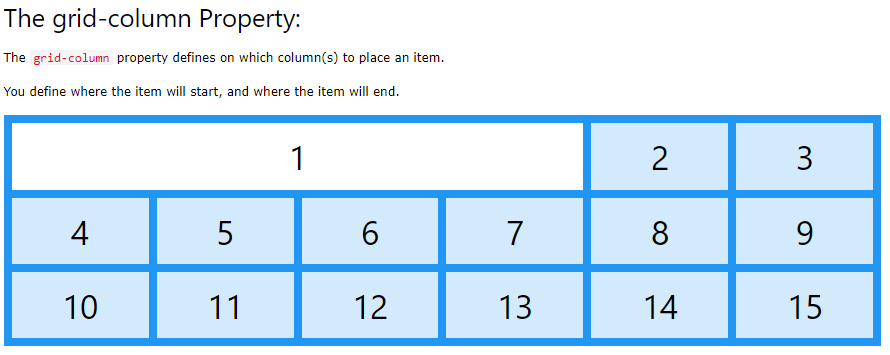 The grid-column Property:
The grid-column property defines on which column(s) to place an item.
You define where the item will start, and where the item will end.
1 2 3
4 5 6 7 8 9
10 11 12 13 14 15